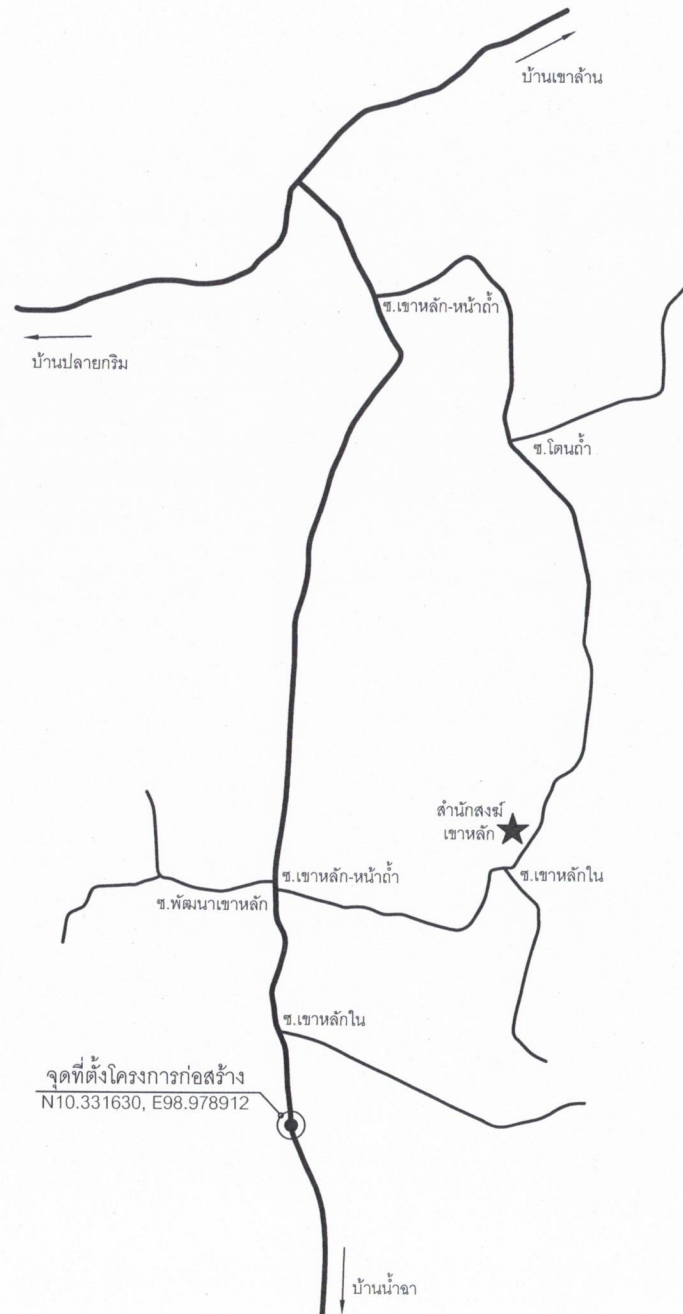 บ้านเขาล้าน
ซ.เขาหลัก-หน้าถ้ำ
บ้านปลายกริม
ซ.โตนถ้ำ
สำนักสงฆ์
เขาหลัก
ซ.เขาหลัก-หน้าถ้ำ
ซ.เขาหลักใน
ซ.พัฒนาเขาหลัก
ซ.เขาหลักใน
จุดที่ตั้งโครงการก่อสร้าง
N10.331630, E98.978912
บ้านน้ำฉา